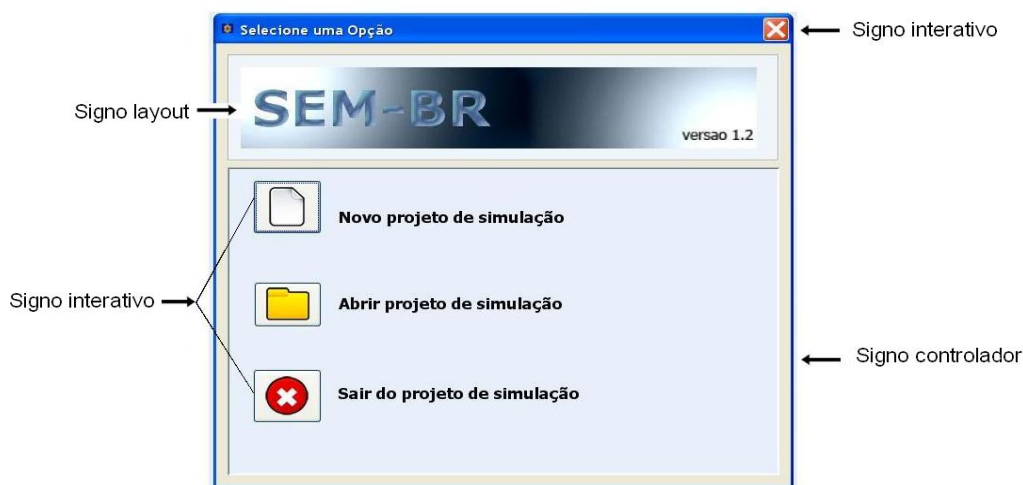 Selecione uma Opção
Signo interativo
Signo layout
SEM-BR
versao 1.2
Novo projeto de simulação
Signo interativo
Abrir projeto de simulação
Signo controlador
Sair do projeto de simulação